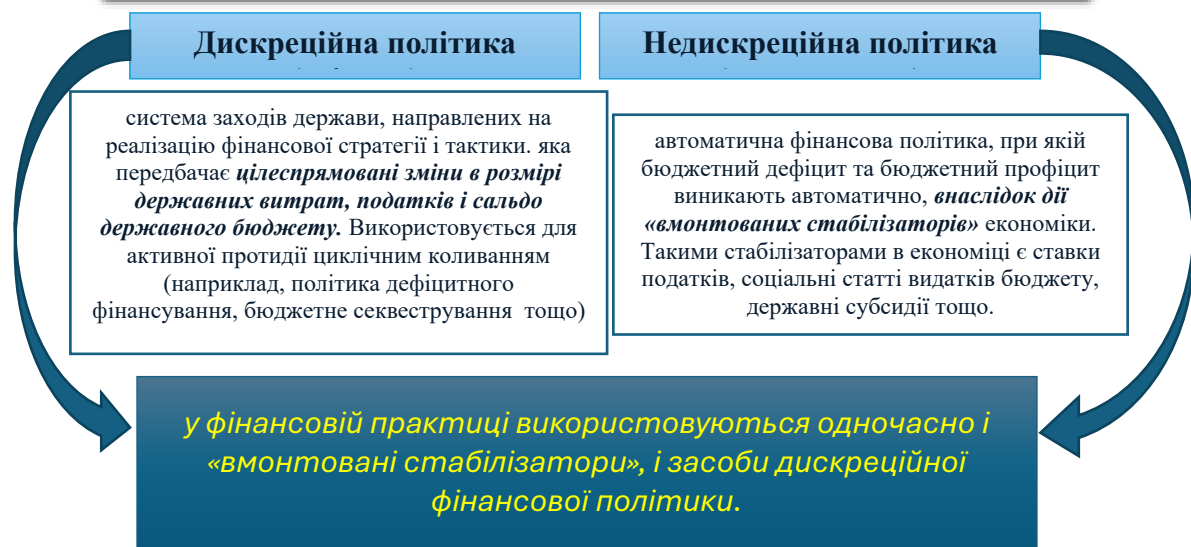 Дискреційна політика
Недискреційна політика
система заходів держави, направлених на
реалізацію фінансової стратегії і тактики. яка
передбачає цілеспрямовані зміни в розмірі
державних витрат, податків і сальдо
державного бюджету. Використовується для
активної протидії циклічним коливанням
(наприклад, політика дефіцитного
фінансування, бюджетне секвестрування тощо)
автоматична фінансова політика, при якій
бюджетний дефіцит та бюджетний профіцит
виникають автоматично, внаслідок дії
«вмонтованих стабілізаторів» економіки.
Такими стабілізаторами в економіці є ставки
податків, соціальні статті видатків бюджету,
державні субсидії тощо.
у фінансовій практиці використовуються одночасно і
«вмонтовані стабілізатори», і засоби дискреційної
фінансової політики.